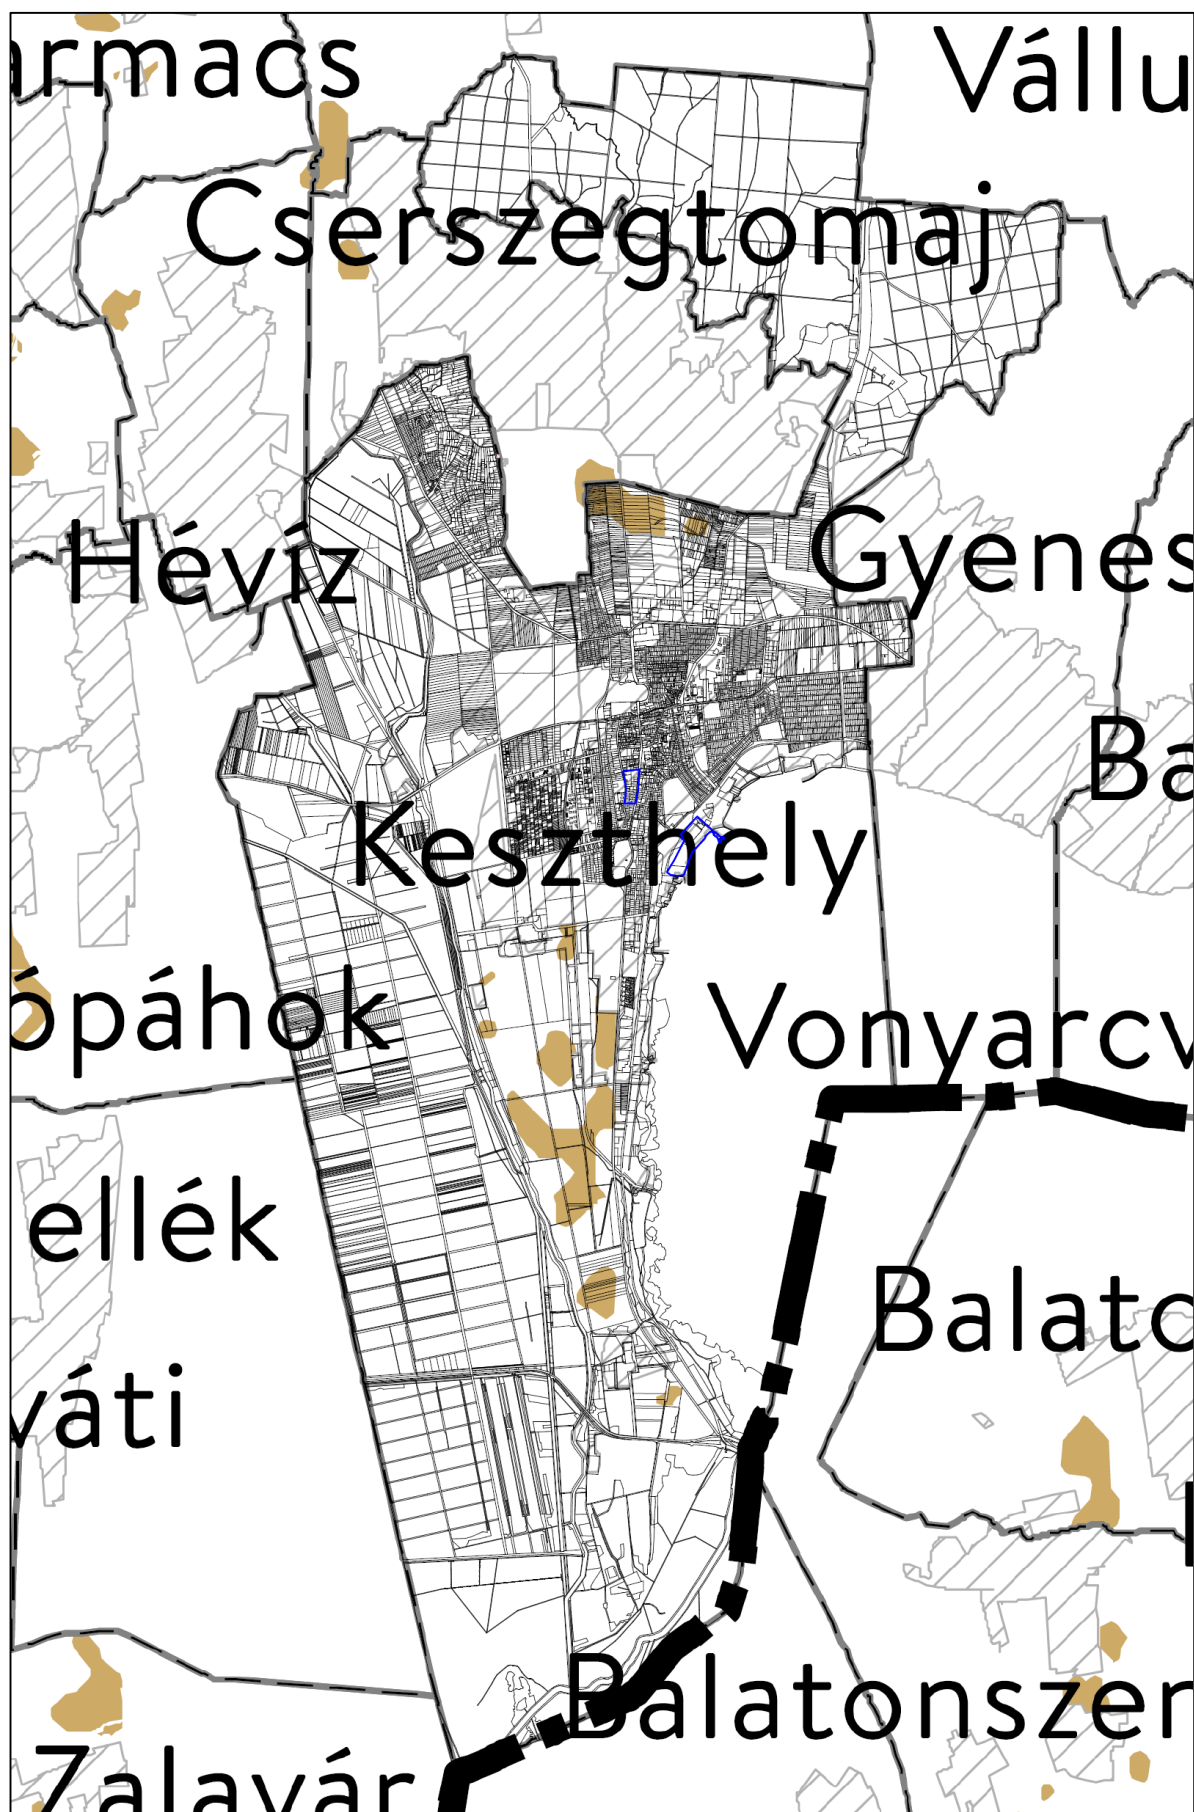 armacs
Vállu
Cserszegtomaj
Hévíz
Gyenes
Ba
Keszthely
ópáhok
Vonyarcv
ellék
Balato
váti
Balatonszer
Zalavár